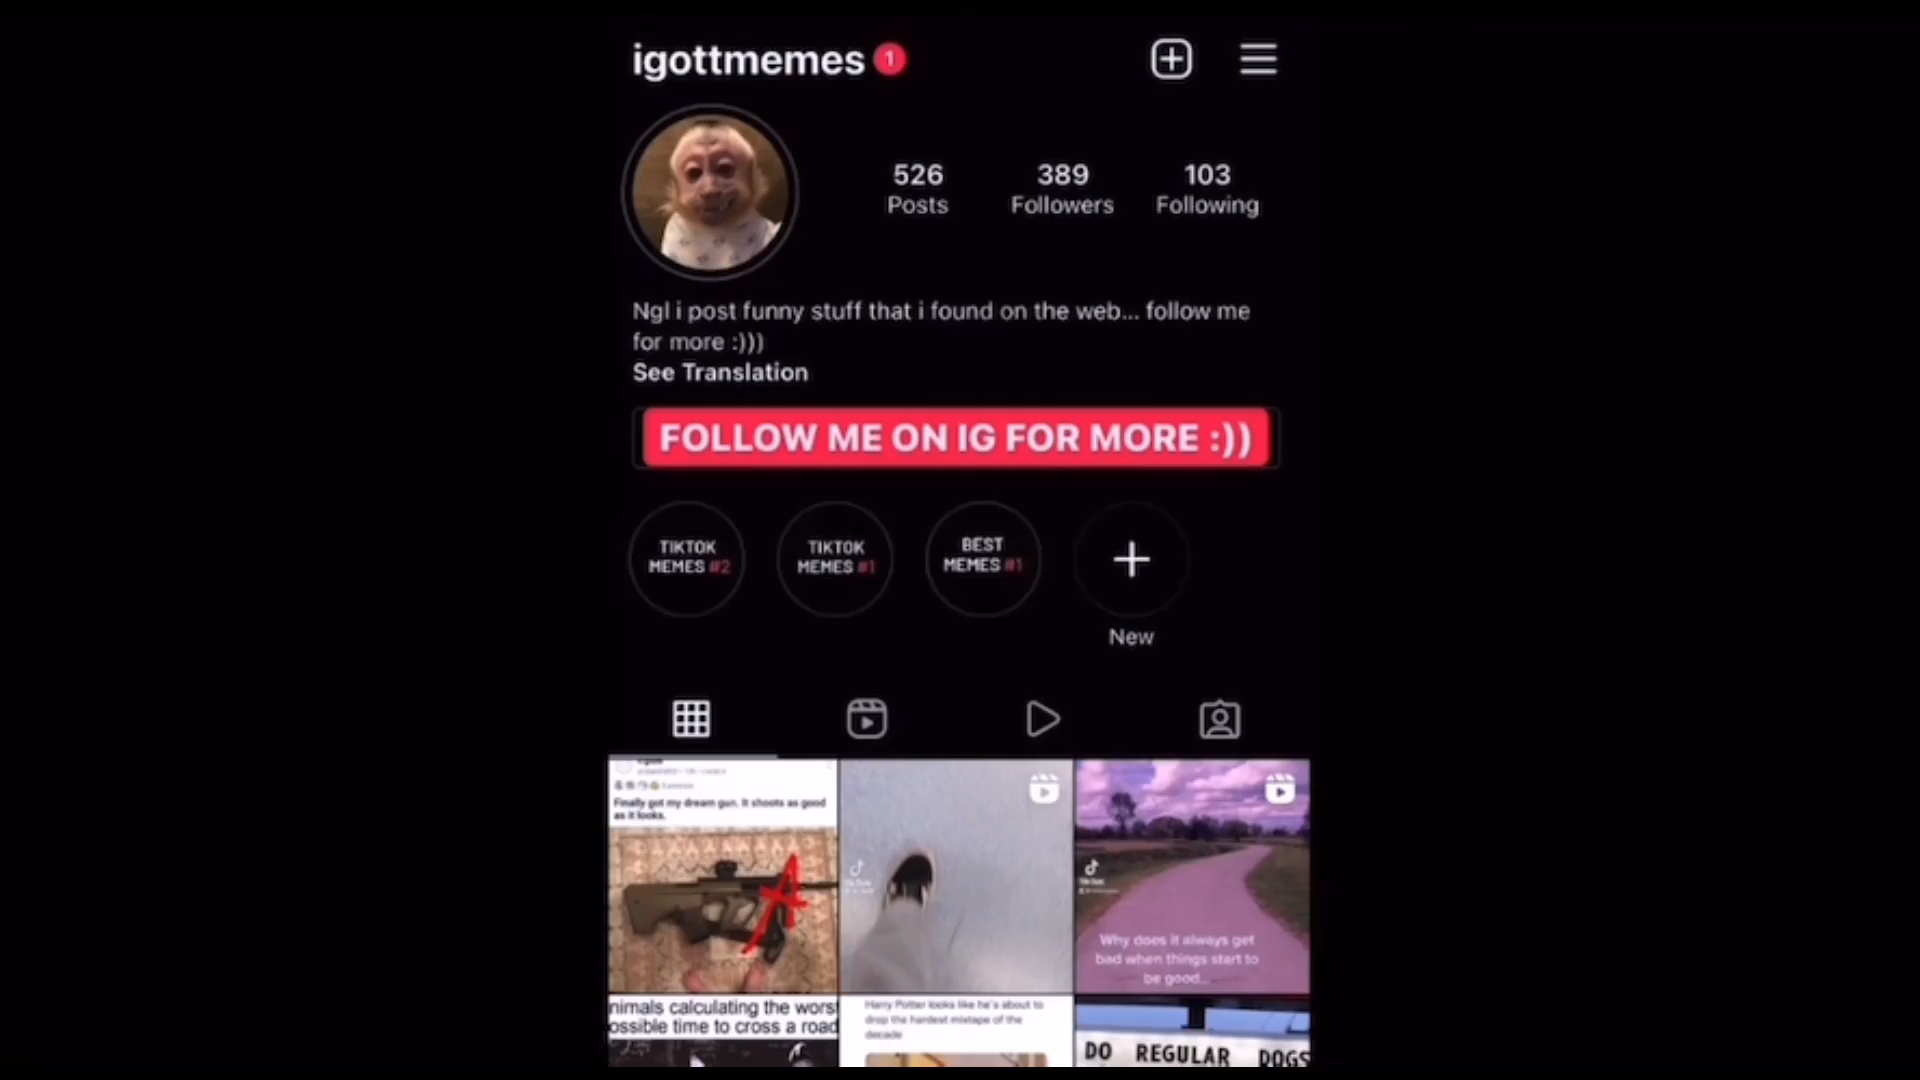 igottmemes 1
526 389 103
Posts Followers Following
Ngl i post funny stuff that i found on the web... follow me
for more :)))
See Translation
FOLLOW ME ON IG FOR MORE :))
TIKTOK
MEMES #2
TIKTOK
MEMES #1
BEST
MEMES #1
New
Finally got my dream gun. It shoots as good
as it looks.
A
TikTok
Why does it always get
bad when things start to
be good...
nimals calculating the worst
ossible time to cross a road
Harry Potter looks like he's about to
drop the hardest mixtape of the
decade
DO REGULAR DOGS